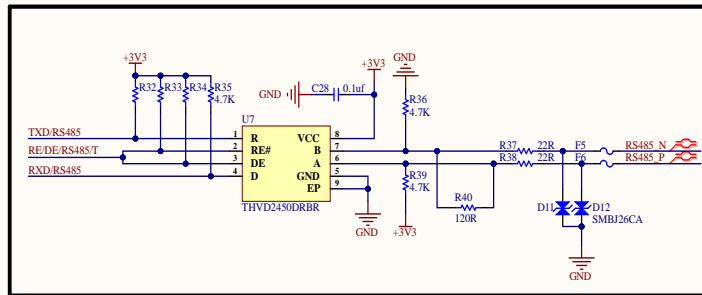 GND
+3V3
+3V3
R32 R33 R34 R35
4.7K
GND
C28 0.1uf
R36
4.7K
U7
TXD/RS485
1 R VCC 8
RE/DE/RS485/T
2 RE# B 7
3 DE A 6
RXD/RS485
4 D GND 5
EP 9
THVD2450DRBR
R37 22R F5 RS485_N
R38 22R F6 RS485_P
R39
4.7K
R40
120R
D11 D12
SMBJ26CA
GND
+3V3
GND